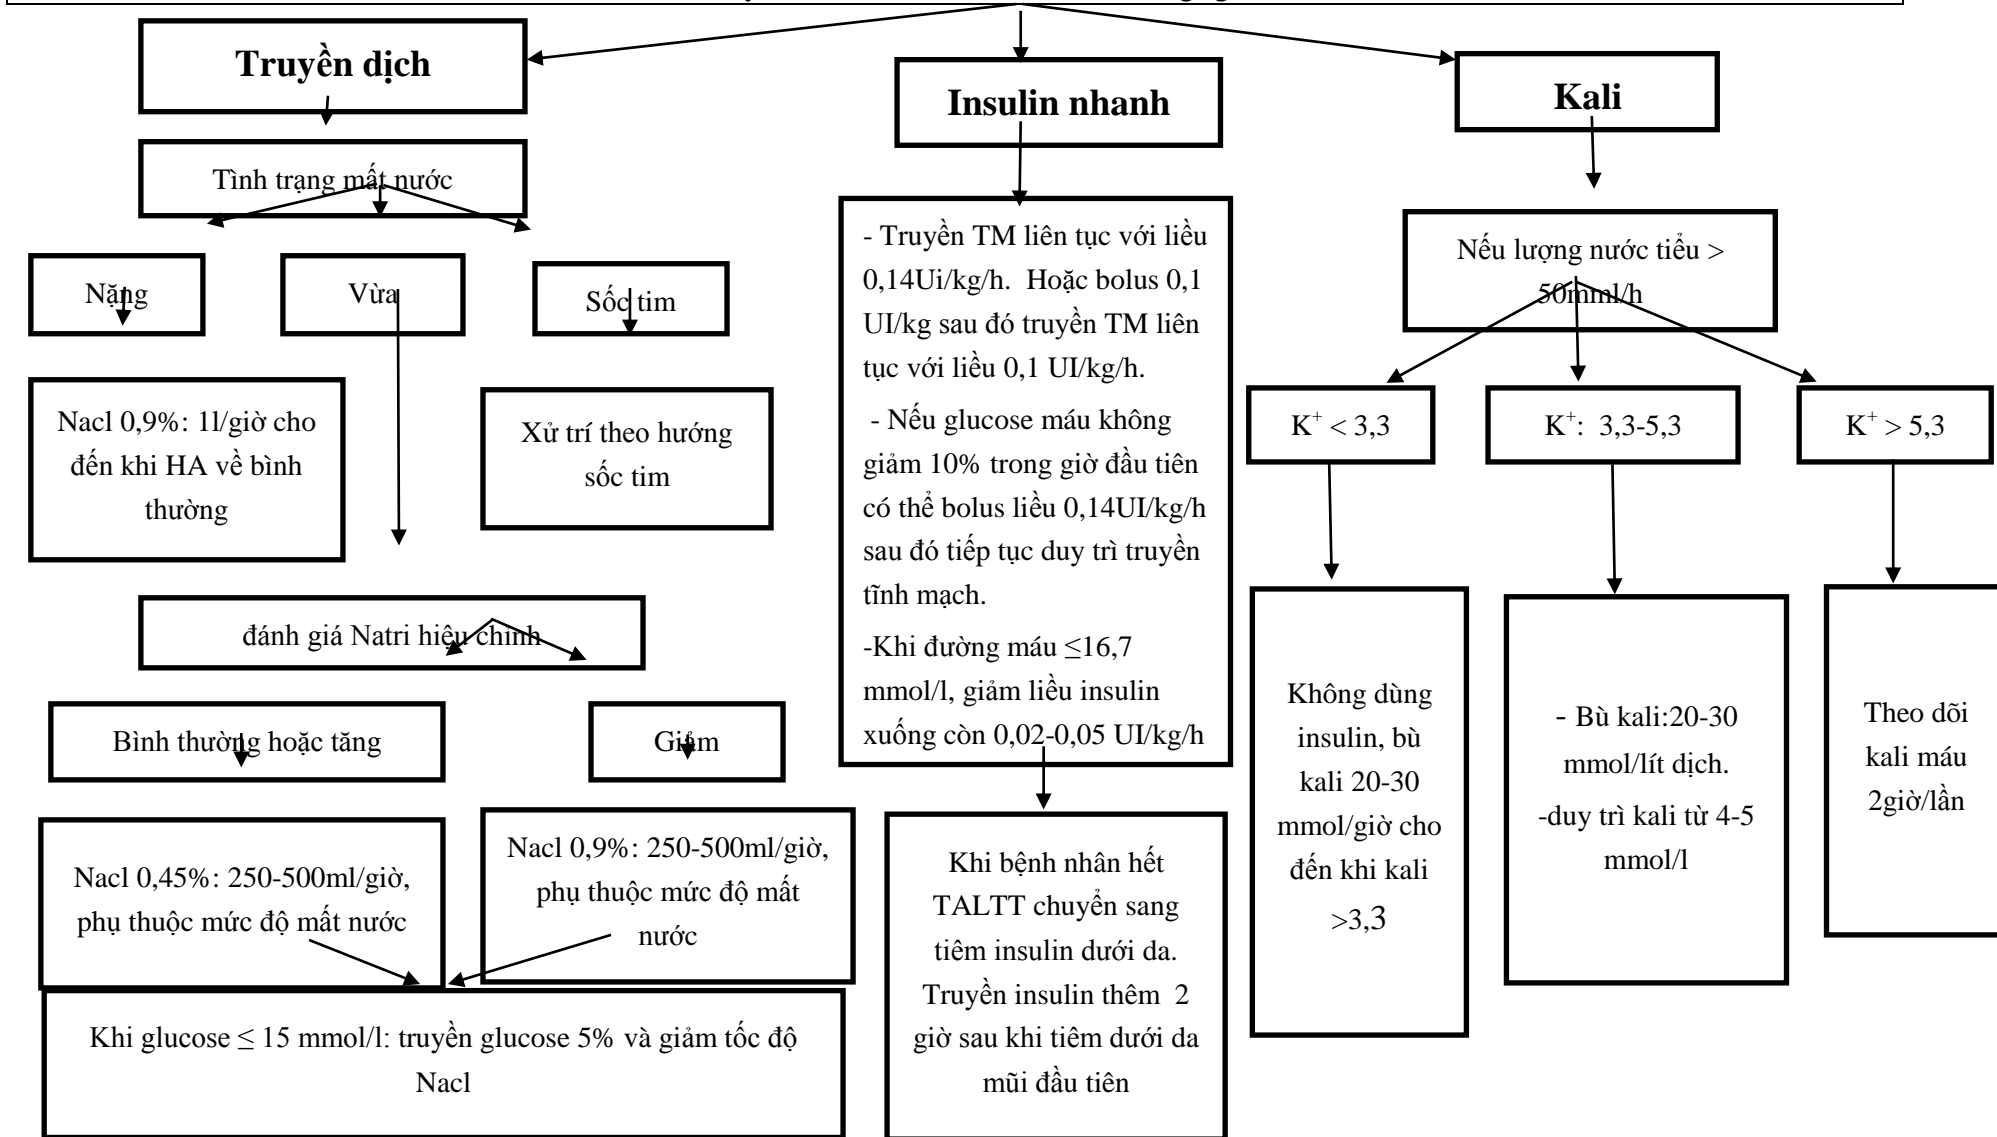 Truyền dịch
Tình trạng mất nước
Nặng
Vừa
Sốc tim
Nacl 0,9%: 1l/giờ cho
đến khi HA về bình
thường
Xử trí theo hướng
sốc tim
đánh giá Natri hiệu chỉnh
Bình thường hoặc tăng
Giảm
Nacl 0,45%: 250-500ml/giờ,
phụ thuộc mức độ mất nước
Nacl 0,9%: 250-500ml/giờ,
phụ thuộc mức độ mất
nước
Khi glucose ≤ 15 mmol/l: truyền glucose 5% và giảm tốc độ
Nacl
Insulin nhanh
- Truyền TM liên tục với liều
0,14Ui/kg/h. Hoặc bolus 0,1
UI/kg sau đó truyền TM liên
tục với liều 0,1 UI/kg/h.
- Nếu glucose máu không
giảm 10% trong giờ đầu tiên
có thể bolus liều 0,14UI/kg/h
sau đó tiếp tục duy trì truyền
tĩnh mạch.
-Khi đường máu ≤16,7
mmol/l, giảm liều insulin
xuống còn 0,02-0,05 UI/kg/h
Khi bệnh nhân hết
TALTT chuyển sang
tiêm insulin dưới da.
Truyền insulin thêm 2
giờ sau khi tiêm dưới da
mũi đầu tiên
Kali
Nếu lượng nước tiểu >
50mml/h
K⁺ < 3,3
K⁺: 3,3-5,3
K⁺ > 5,3
Không dùng
insulin, bù
kali 20-30
mmol/giờ cho
đến khi kali
>3,3
- Bù kali:20-30
mmol/lít dịch.
-duy trì kali từ 4-5
mmol/l
Theo dõi
kali máu
2giờ/lần